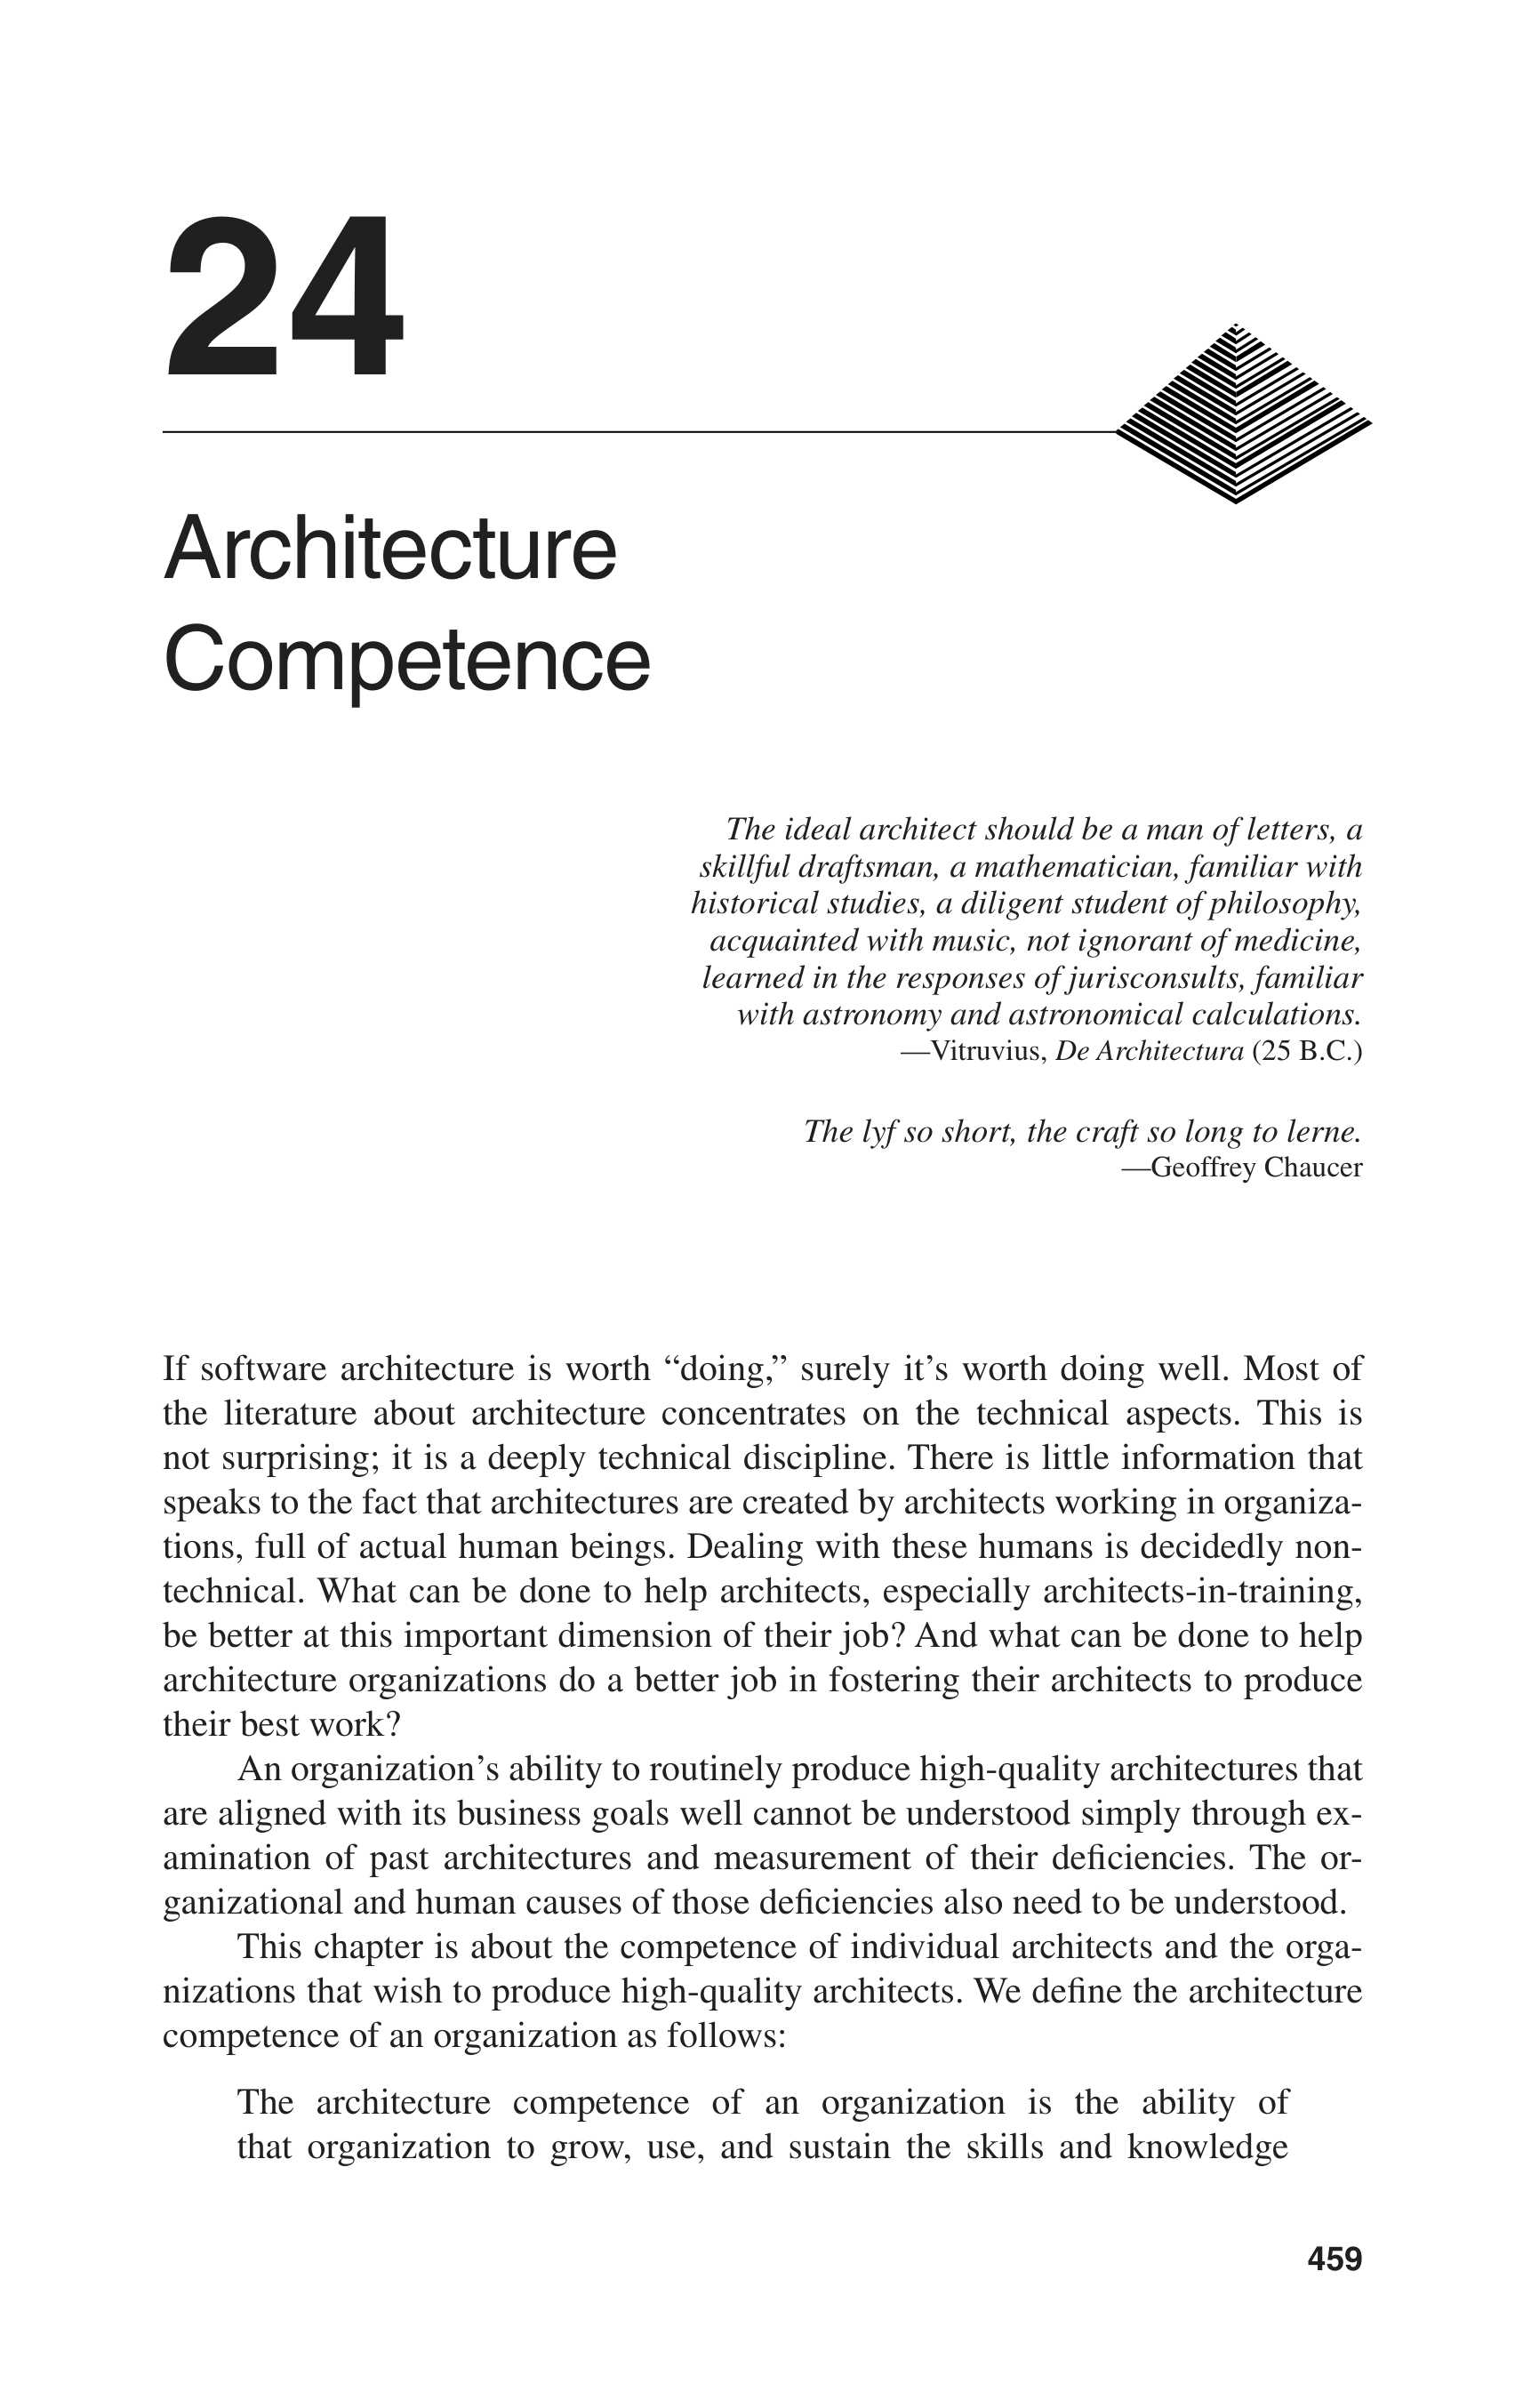 24
Architecture
Competence
The ideal architect should be a man of letters, a
skillful draftsman, a mathematician, familiar with
historical studies, a diligent student of philosophy,
acquainted with music, not ignorant of medicine,
learned in the responses of jurisconsults, familiar
with astronomy and astronomical calculations.
—Vitruvius, De Architectura (25 B.C.)
The lyf so short, the craft so long to lerne.
—Geoffrey Chaucer
If software architecture is worth “doing,” surely it’s worth doing well. Most of
the literature about architecture concentrates on the technical aspects. This is
not surprising; it is a deeply technical discipline. There is little information that
speaks to the fact that architectures are created by architects working in organiza-
tions, full of actual human beings. Dealing with these humans is decidedly non-
technical. What can be done to help architects, especially architects-in-training,
be better at this important dimension of their job? And what can be done to help
architecture organizations do a better job in fostering their architects to produce
their best work?
An organization’s ability to routinely produce high-quality architectures that
are aligned with its business goals well cannot be understood simply through ex-
amination of past architectures and measurement of their deficiencies. The or-
ganizational and human causes of those deficiencies also need to be understood.
This chapter is about the competence of individual architects and the orga-
nizations that wish to produce high-quality architects. We define the architecture
competence of an organization as follows:
The architecture competence of an organization is the ability of
that organization to grow, use, and sustain the skills and knowledge
459